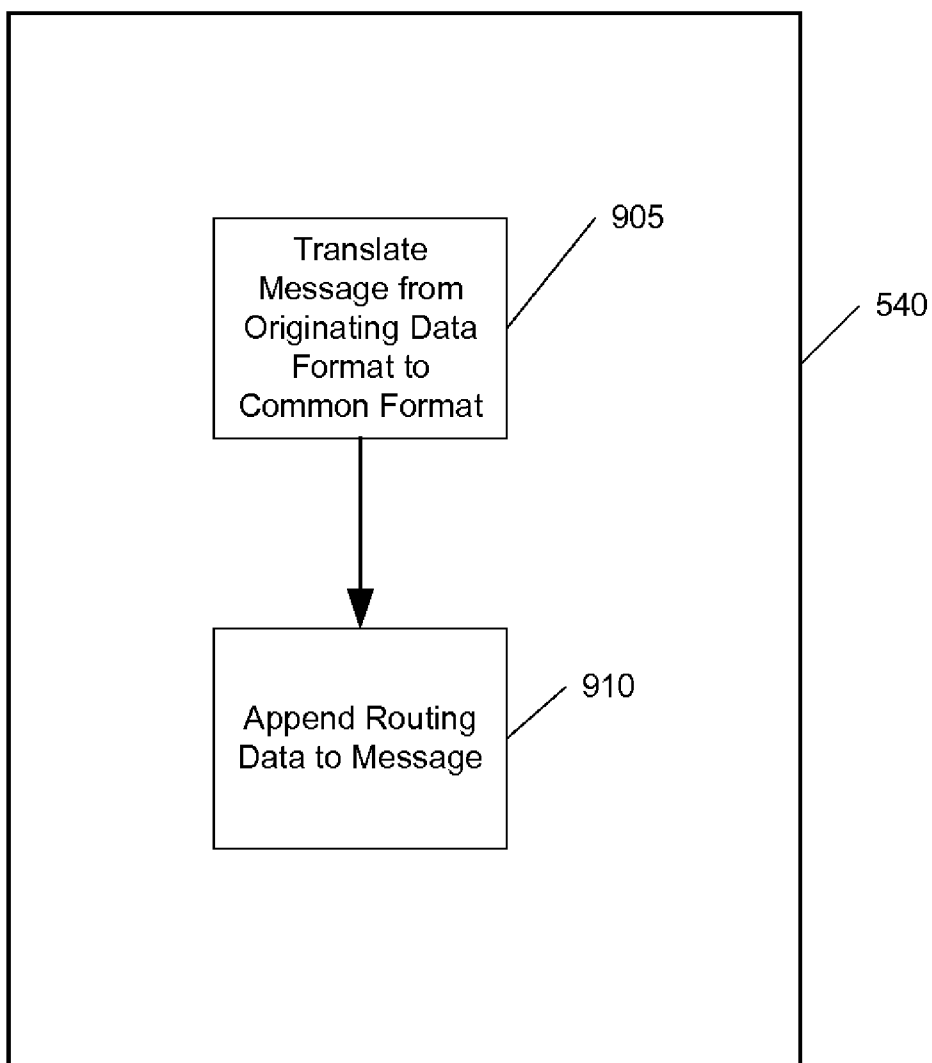 Translate
Message from
Originating Data
Format to
Common Format
905
540
Append Routing
Data to Message
910